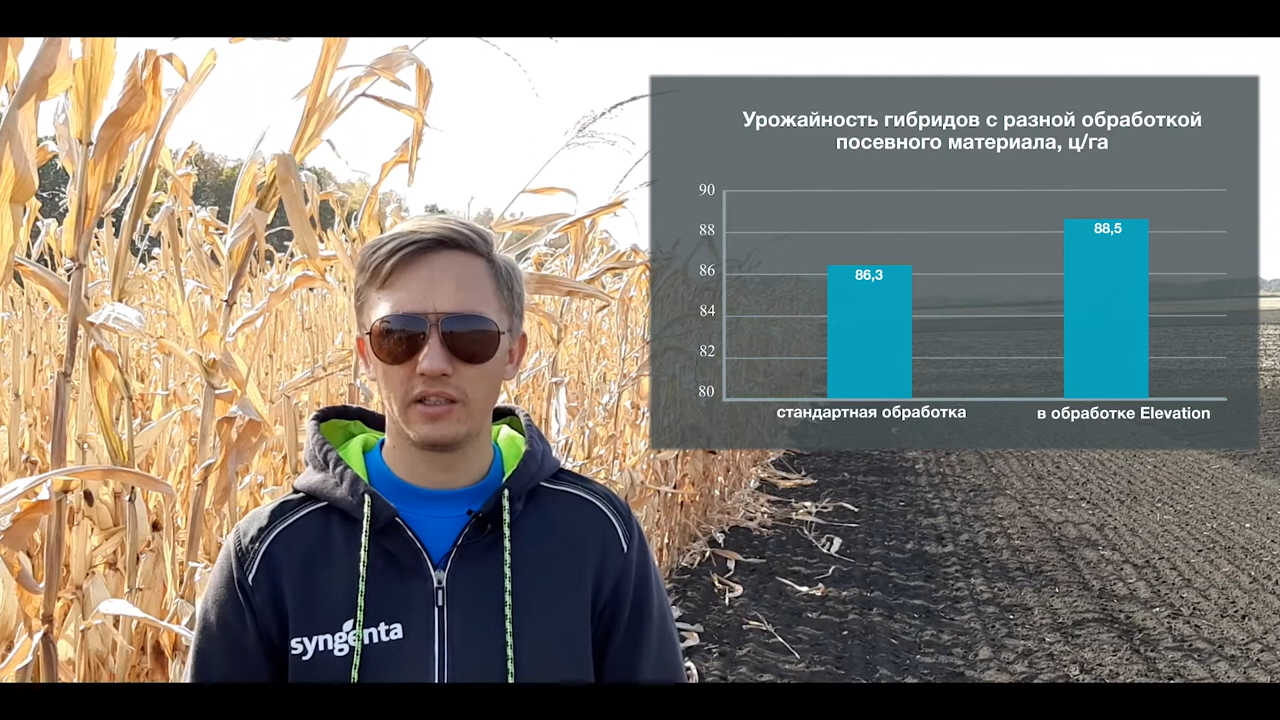 Урожайность гибридов с разной обработкой
посевного материала, ц/га
90
88
86
84
82
80
86,3
88,5
стандартная обработка
в обработке Elevation
syngenta